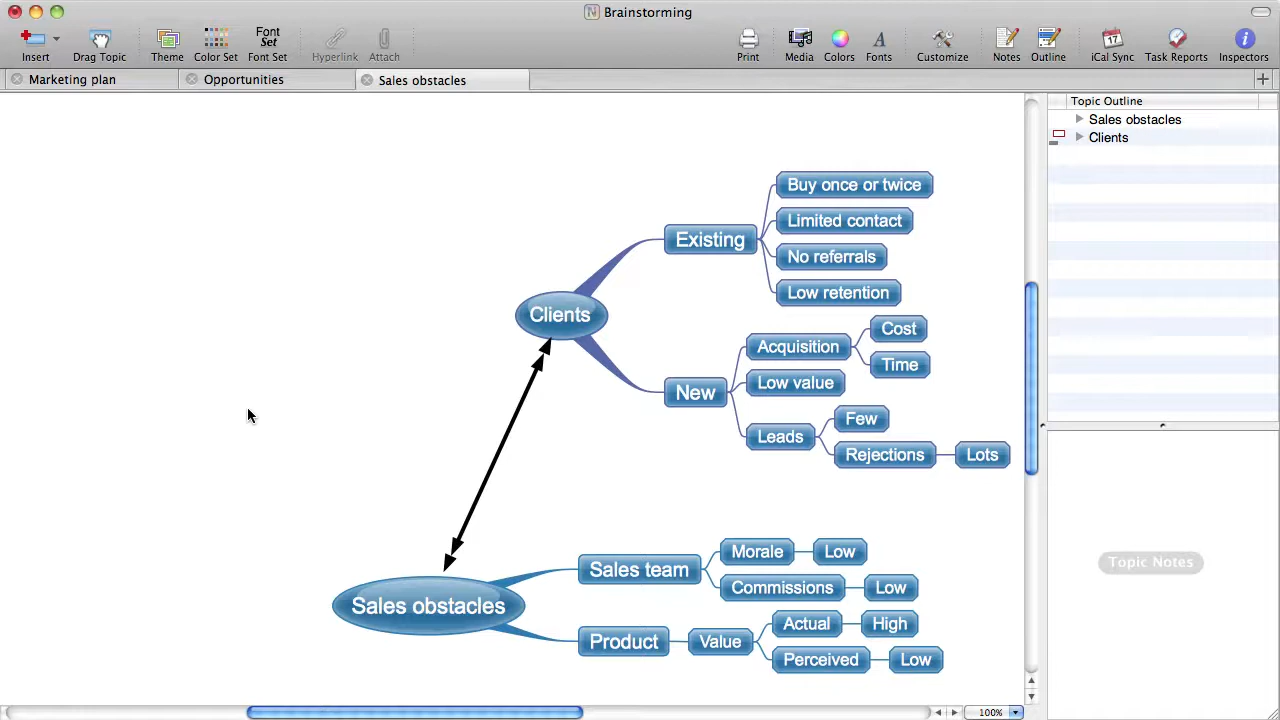 Brainstorming
Insert
Drag Topic
Theme
Color Set
Font
Set
Font Set
Hyperlink
Attach
Print
Media
Colors
A
Fonts
Customize
Notes
Outline
17
iCal Sync
Task Reports
Inspectors
Marketing plan
Opportunities
Sales obstacles
Topic Outline
Sales obstacles
Clients
Buy once or twice
Existing
Limited contact
No referrals
Low retention
Clients
Cost
Acquisition
Time
New
Low value
Few
Leads
Rejections
Lots
Morale
Low
Sales team
Commissions
Low
Sales obstacles
Actual
High
Product
Value
Perceived
Low
Topic Notes
100%